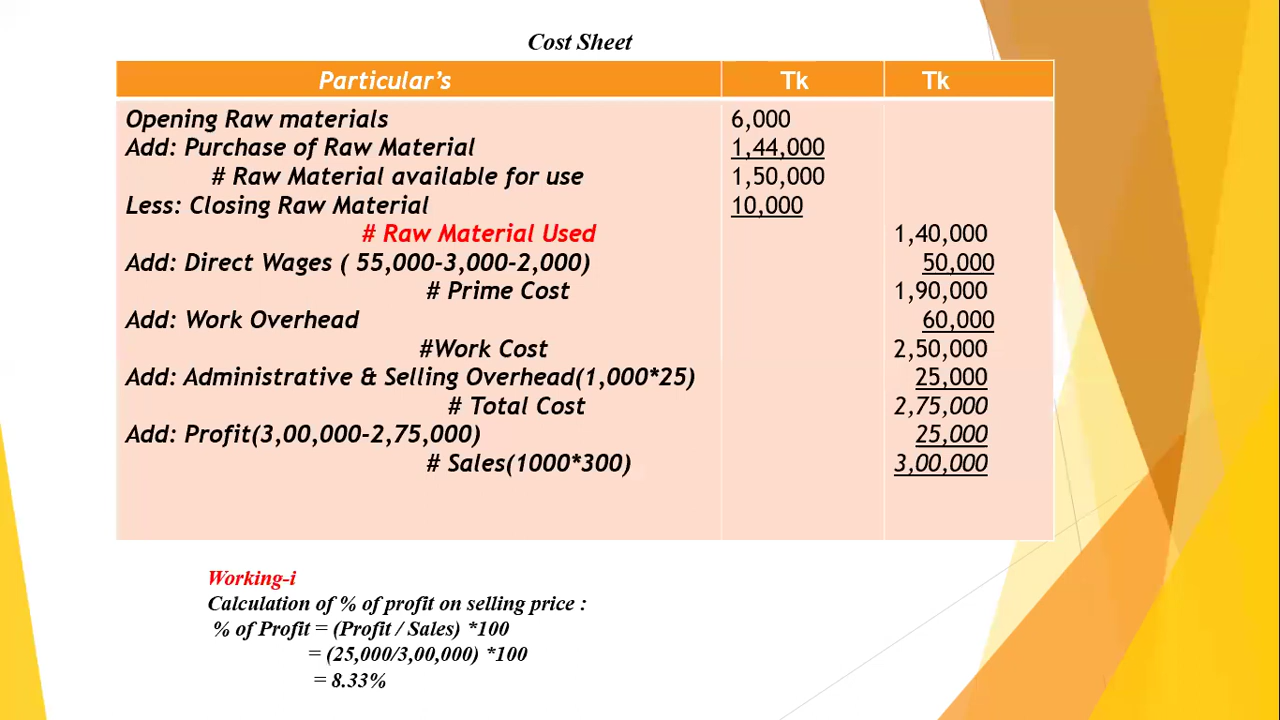 Cost Sheet
Particular's Tk Tk
Opening Raw materials 6,000
Add: Purchase of Raw Material 1,44,000
# Raw Material available for use 1,50,000
Less: Closing Raw Material 10,000
# Raw Material Used 1,40,000
Add: Direct Wages ( 55,000-3,000-2,000) 50,000
# Prime Cost 1,90,000
Add: Work Overhead 60,000
#Work Cost 2,50,000
Add: Administrative & Selling Overhead(1,000*25) 25,000
# Total Cost 2,75,000
Add: Profit(3,00,000-2,75,000) 25,000
# Sales(1000*300) 3,00,000
Working-i
Calculation of % of profit on selling price :
% of Profit = (Profit / Sales) *100
= (25,000/3,00,000) *100
= 8.33%